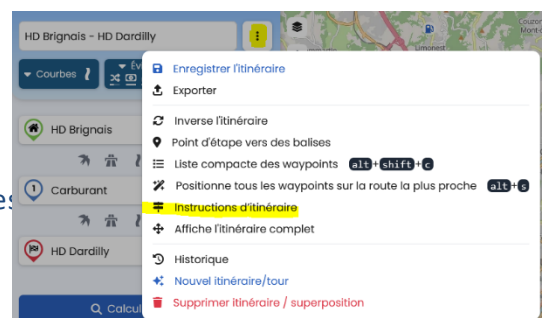 HD Brignais - HD Dardilly
Courbes
Enregistrer l'itinéraire
Exporter
Inverse l'itinéraire
Point d'étape vers des balises
Liste compacte des waypoints alt+shift+c
Positionne tous les waypoints sur la route la plus proche alt+s
Instructions d'itinéraire
Affiche l'itinéraire complet
Historique
Nouvel itinéraire/tour
Supprimer itinéraire / superposition
HD Brignais
1 Carburant
HD Dardilly
Limonest